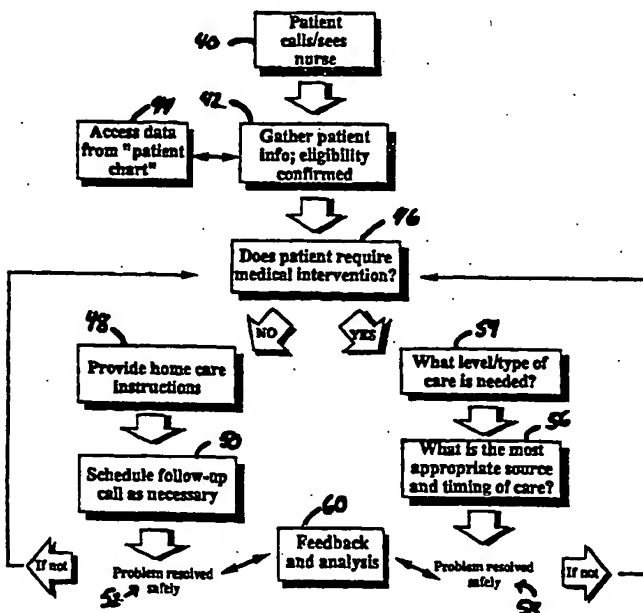 40
Patient
calls/sees
nurse
44
Access data
from "patient
chart"
42
Gather patient
info; eligibility
confirmed
46
Does patient require
medical intervention?
NO
YES
48
Provide home care
instructions
54
What level/type of
care is needed?
50
Schedule follow-up
call as necessary
56
What is the most
appropriate source
and timing of care?
60
Feedback
and analysis
If not
Problem resolved
safely
52
Problem resolved
safely
58
If not